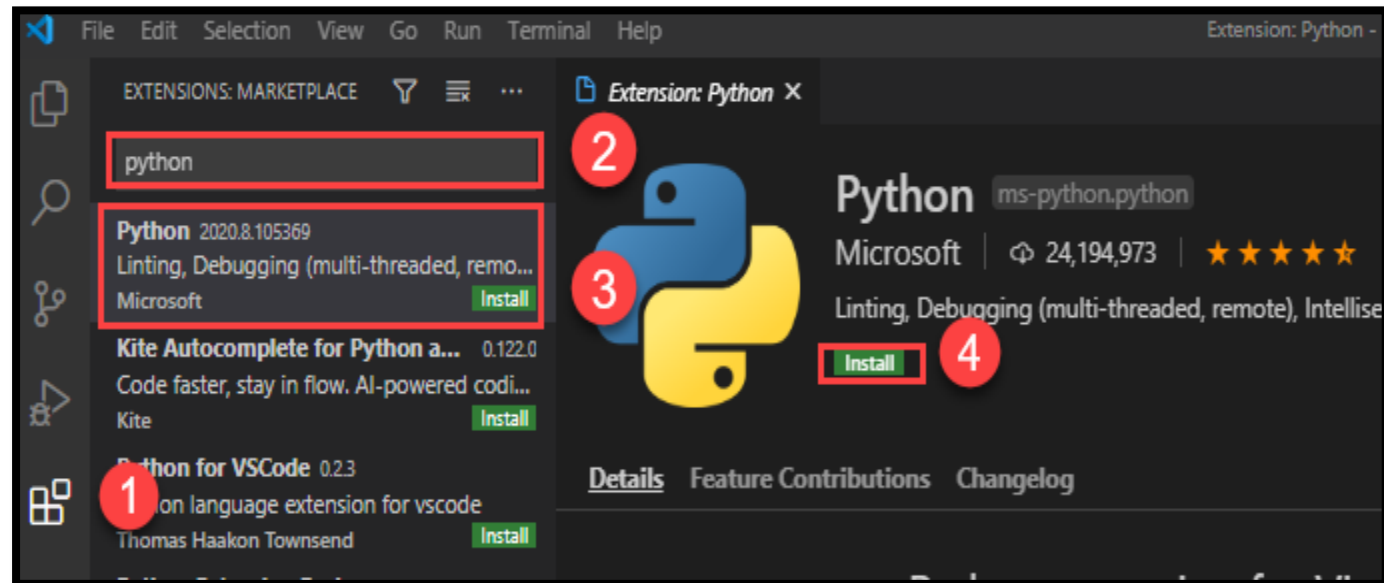 File Edit Selection View Go Run Terminal Help
Extension: Python -
EXTENSIONS: MARKETPLACE
Extension: Python
python
2
Python 2020.8.105369
Linting, Debugging (multi-threaded, remo...
Microsoft Install
3
Kite Autocomplete for Python a... 0.122.0
Code faster, stay in flow. AI-powered codi...
Kite Install
Python for VSCode 0.2.3
1
language extension for vscode
Thomas Haakon Townsend Install
Python ms-python.python
Microsoft 24,194,973
Linting, Debugging (multi-threaded, remote), Intellise
Install 4
Details Feature Contributions Changelog